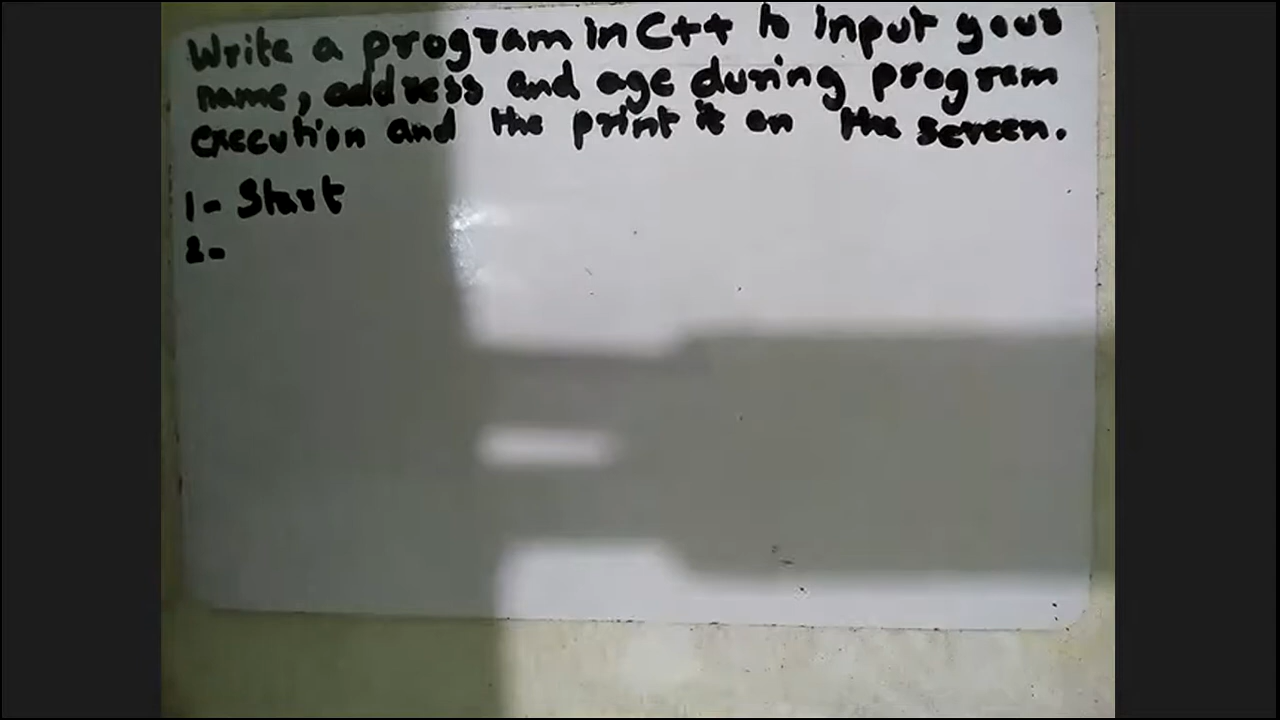 Write a program in C++ to input your
name, address and age during program
execution and the print it on the screen.
1- Start
2-